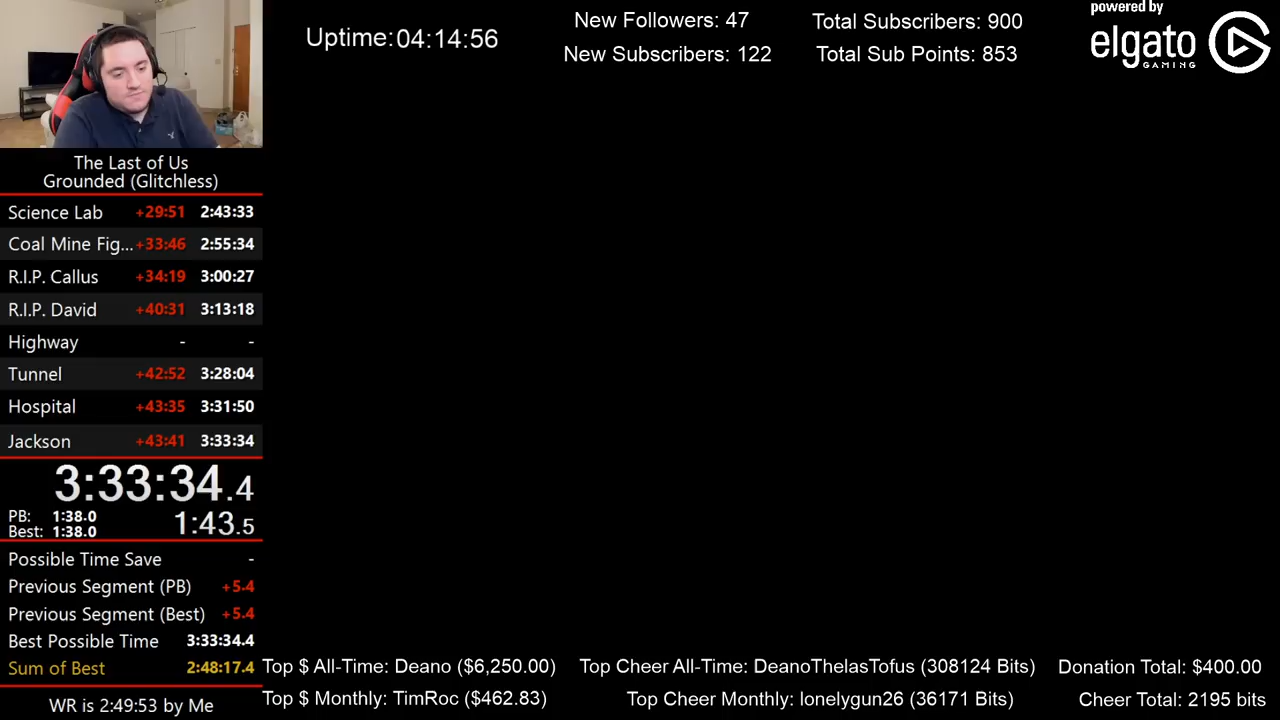 Uptime: 04:14:56
New Followers: 47
New Subscribers: 122
Total Subscribers: 900
Total Sub Points: 853
powered by
elgato
GAMING
The Last of Us
Grounded (Glitchless)
Science Lab +29:51 2:43:33
Coal Mine Fig... +33:46 2:55:34
R.I.P. Callus +34:19 3:00:27
R.I.P. David +40:31 3:13:18
Highway - -
Tunnel +42:52 3:28:04
Hospital +43:35 3:31:50
Jackson +43:41 3:33:34
3:33:34.4
PB: 1:38.0
Best: 1:38.0
1:43.5
Possible Time Save -
Previous Segment (PB) +5.4
Previous Segment (Best) +5.4
Best Possible Time 3:33:34.4
Sum of Best 2:48:17.4
WR is 2:49:53 by Me
Top $ All-Time: Deano ($6,250.00)
Top Cheer All-Time: DeanoThelasTofus (308124 Bits)
Donation Total: $400.00
Top $ Monthly: TimRoc ($462.83)
Top Cheer Monthly: lonelygun26 (36171 Bits)
Cheer Total: 2195 bits